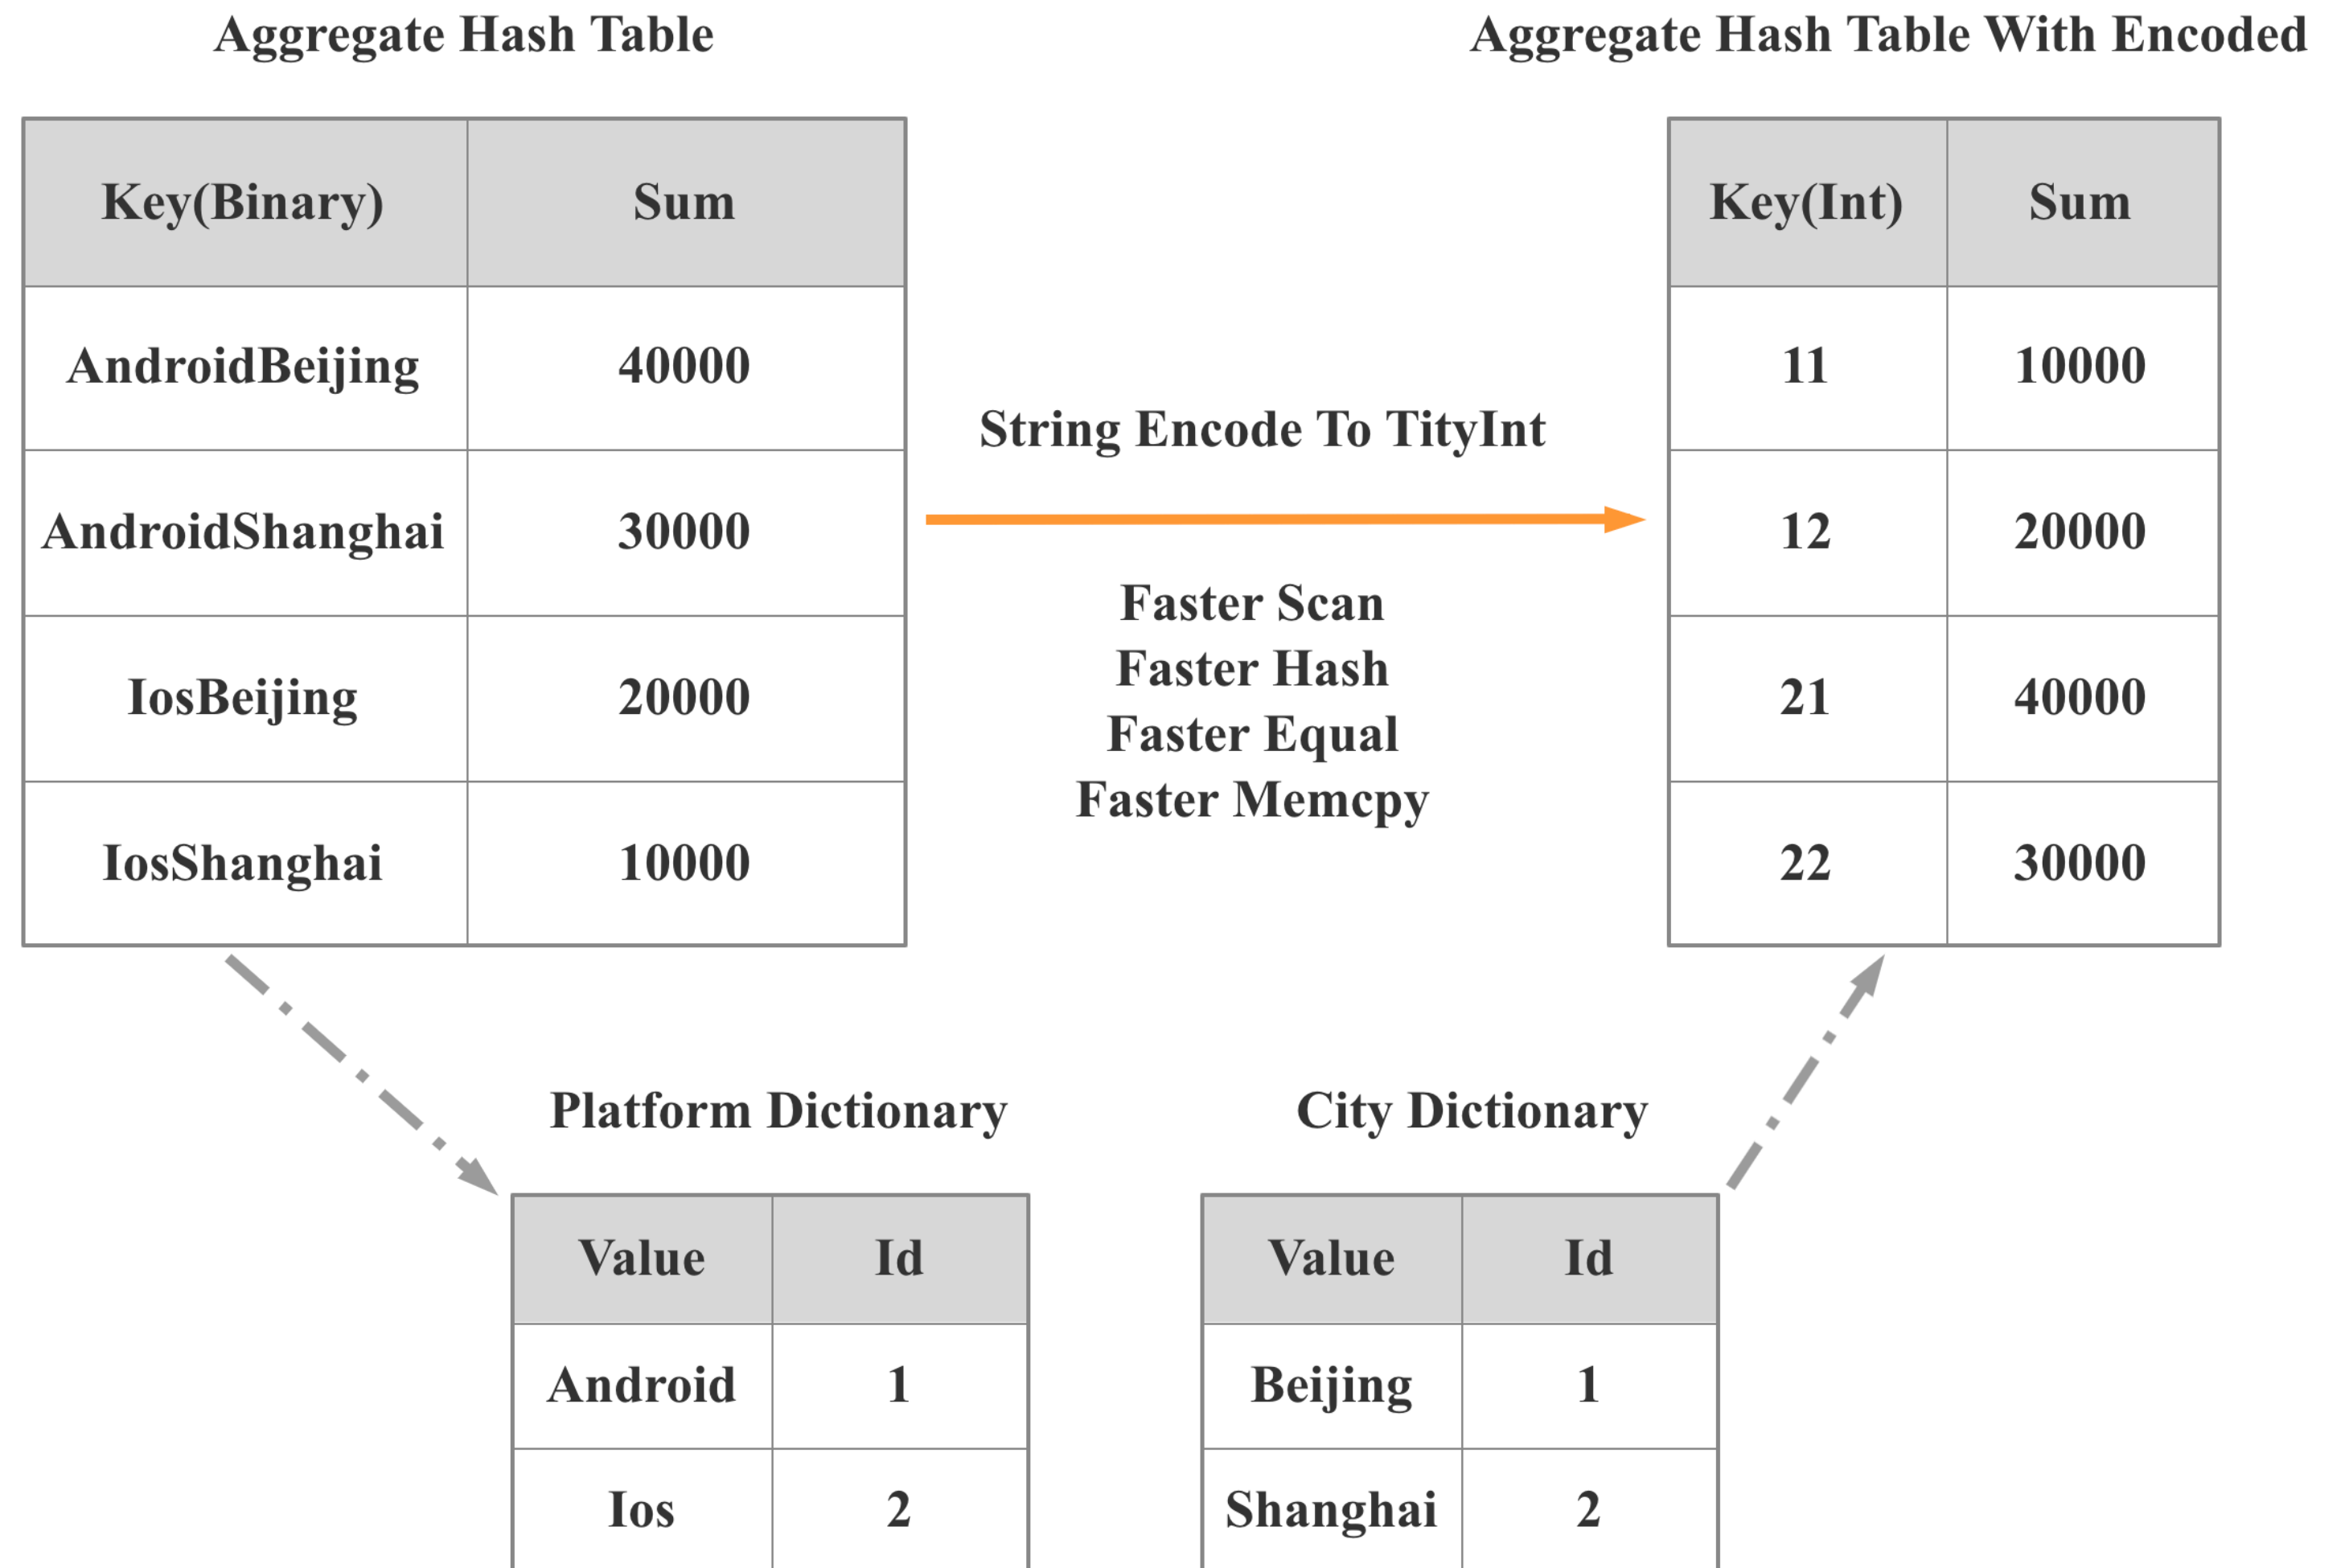 Aggregate Hash Table
Aggregate Hash Table With Encoded
Key(Binary) Sum
AndroidBeijing 40000
AndroidShanghai 30000
IosBeijing 20000
IosShanghai 10000
String Encode To TityInt
Faster Scan
Faster Hash
Faster Equal
Faster Memcpy
Key(Int) Sum
11 10000
12 20000
21 40000
22 30000
Platform Dictionary
Value Id
Android 1
Ios 2
City Dictionary
Value Id
Beijing 1
Shanghai 2